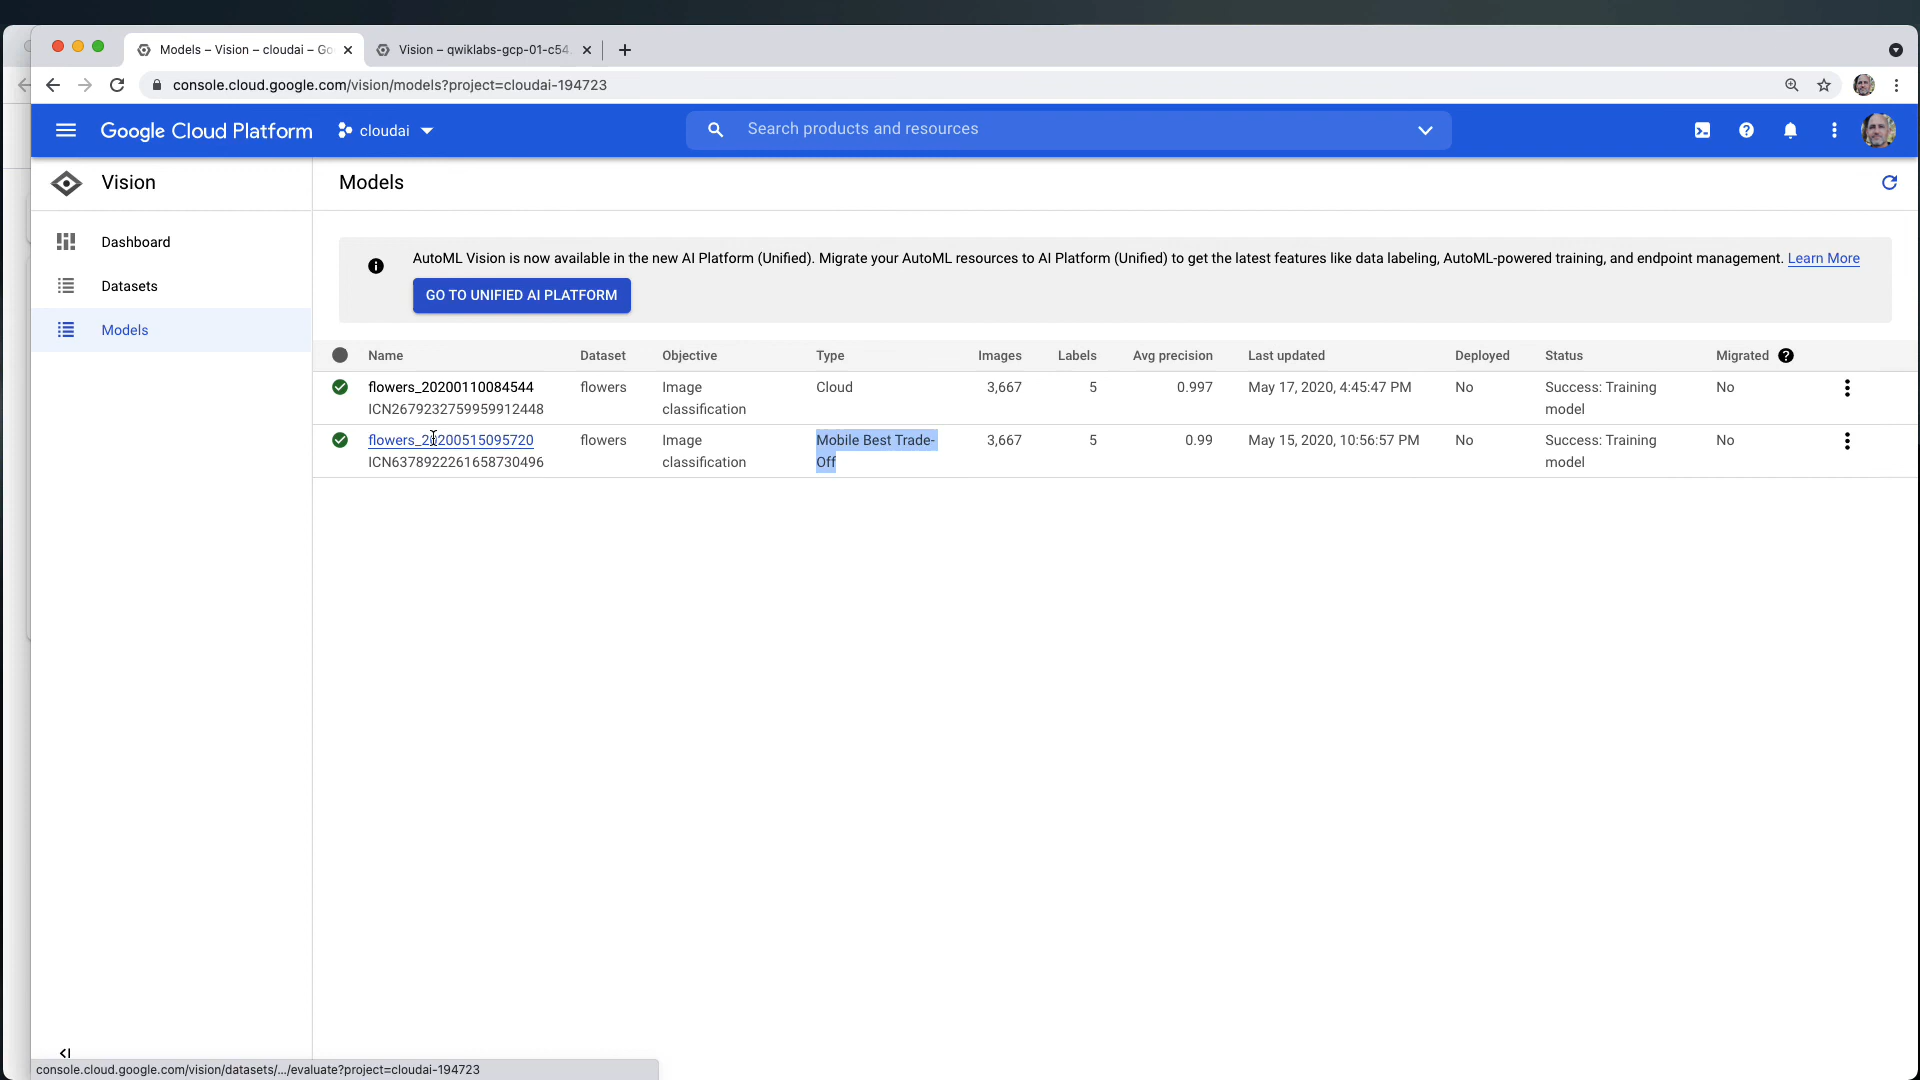 Models – Vision – cloudai – Go
Vision – qwiklabs-gcp-01-c54
console.cloud.google.com/vision/models?project=cloudai-194723
Google Cloud Platform
cloudai
Search products and resources
Vision
Models
Dashboard
Datasets
Models
AutoML Vision is now available in the new AI Platform (Unified). Migrate your AutoML resources to AI Platform (Unified) to get the latest features like data labeling, AutoML-powered training, and endpoint management. Learn More
GO TO UNIFIED AI PLATFORM
Name Dataset Objective Type Images Labels Avg precision Last updated Deployed Status Migrated
flowers_20200110084544 flowers Image Cloud 3,667 5 0.997 May 17, 2020, 4:45:47 PM No Success: Training No
ICN2679232759959912448 classification model
flowers_20200515095720 flowers Image Mobile Best Trade- 3,667 5 0.99 May 15, 2020, 10:56:57 PM No Success: Training No
ICN6378922261658730496 classification Off model
console.cloud.google.com/vision/datasets/.../evaluate?project=cloudai-194723